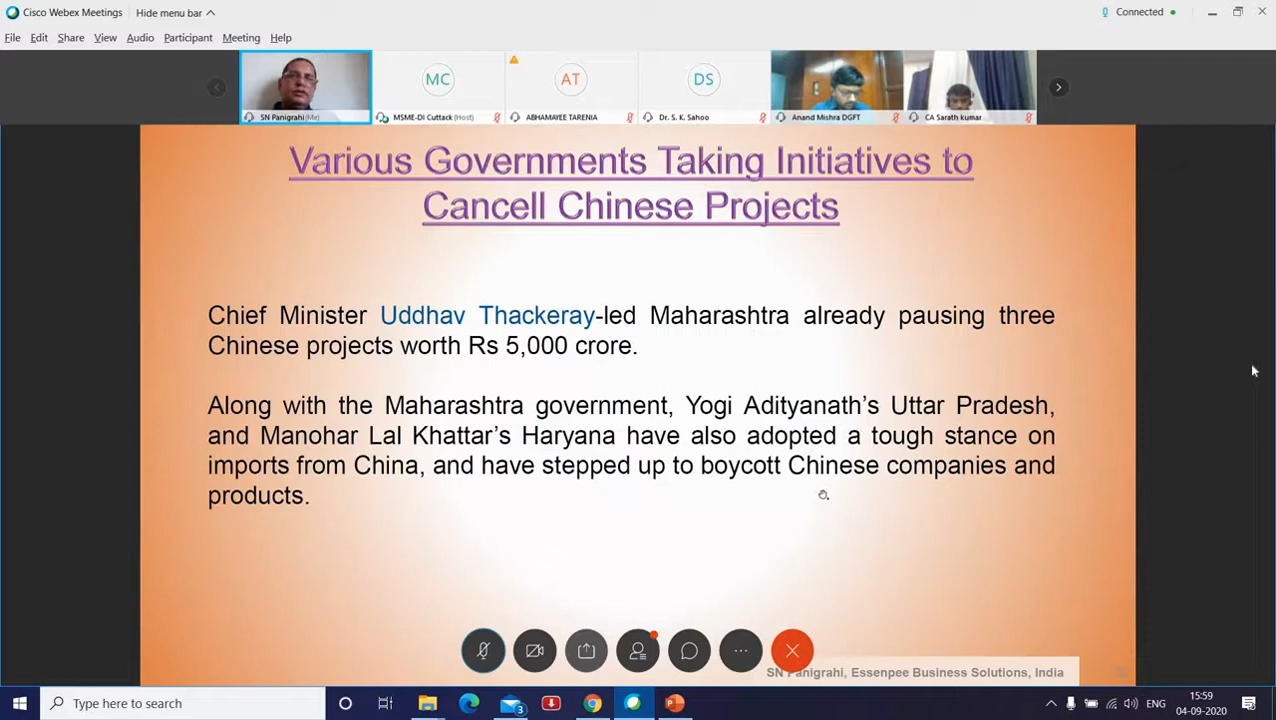 Cisco Webex Meetings
Hide menu bar
Connected
File Edit Share View Audio Participant Meeting Help
MC
AT
DS
SN Panigrahi (Me)
MSME-DI Cuttack (Host)
ABHAMAYEE TARENIA
Dr. S. K. Sahoo
Anand Mishra DGFT
CA Sarath kumar
Various Governments Taking Initiatives to
Cancell Chinese Projects
Chief Minister Uddhav Thackeray-led Maharashtra already pausing three
Chinese projects worth Rs 5,000 crore.
Along with the Maharashtra government, Yogi Adityanath's Uttar Pradesh,
and Manohar Lal Khattar's Haryana have also adopted a tough stance on
imports from China, and have stepped up to boycott Chinese companies and
products.
SN Panigrahi, Essenpee Business Solutions, India
Type here to search
3
ENG
15:59
04-09-2020